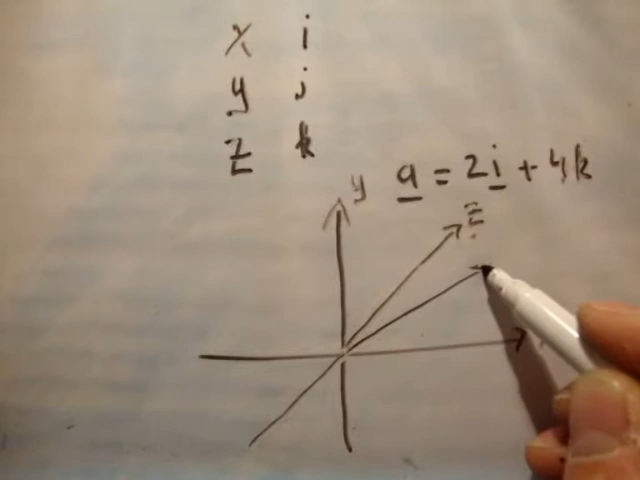 x i
y j
z k
a = 2i + 4k
y
z